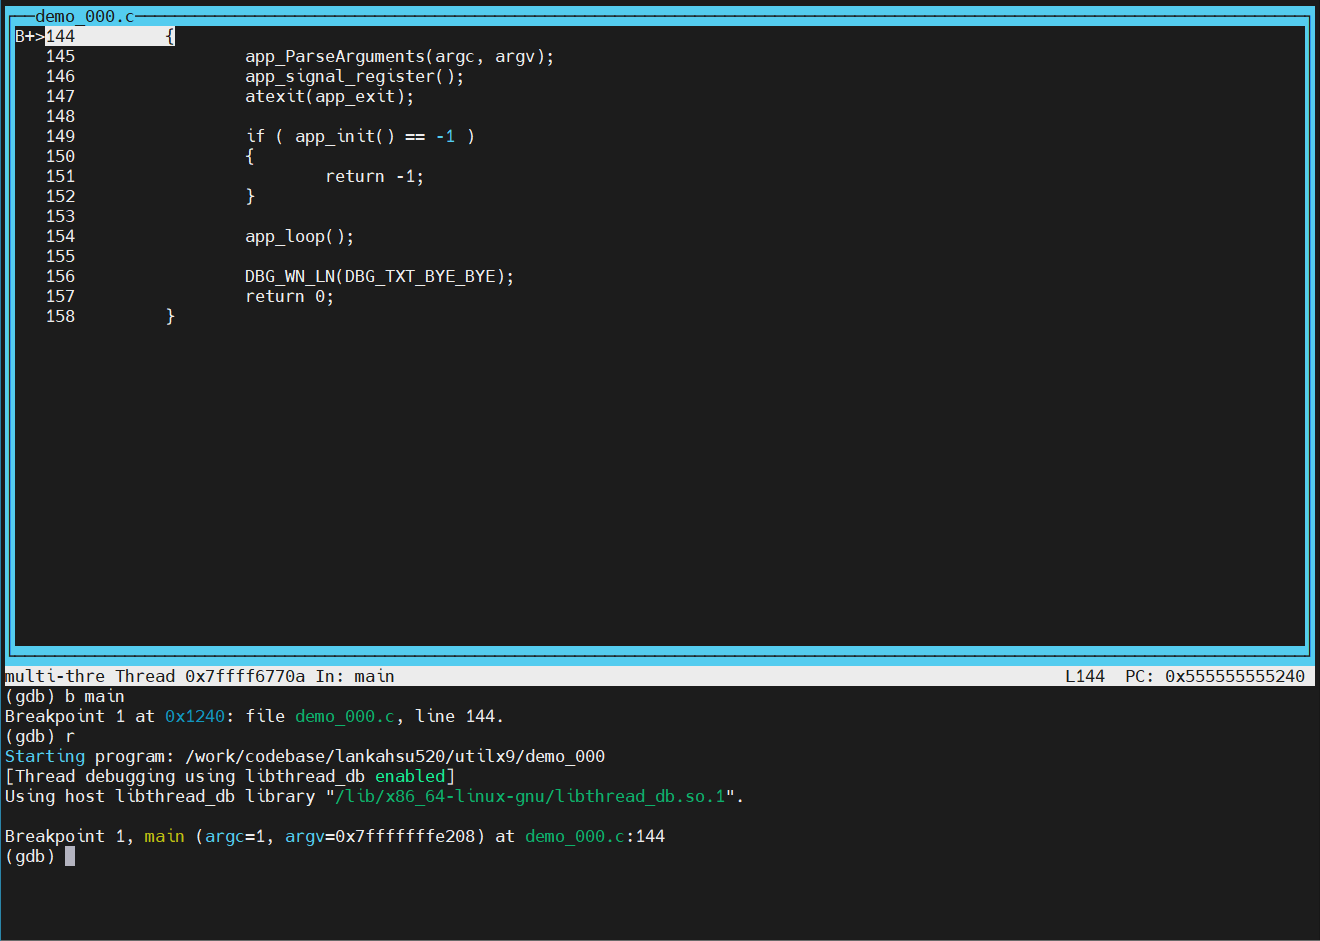 demo_000.c
B+>144         {
145                 app_ParseArguments(argc, argv);
146                 app_signal_register();
147                 atexit(app_exit);
148
149                 if ( app_init() == -1 )
150                 {
151                         return -1;
152                 }
153
154                 app_loop();
155
156                 DBG_WN_LN(DBG_TXT_BYE_BYE);
157                 return 0;
158         }
multi-thre Thread 0x7ffff6770a In: main                                                                   L144  PC: 0x555555555240
(gdb) b main
Breakpoint 1 at 0x1240: file demo_000.c, line 144.
(gdb) r
Starting program: /work/codebase/lankahsu520/utilx9/demo_000
[Thread debugging using libthread_db enabled]
Using host libthread_db library "/lib/x86_64-linux-gnu/libthread_db.so.1".
Breakpoint 1, main (argc=1, argv=0x7fffffffe208) at demo_000.c:144
(gdb)